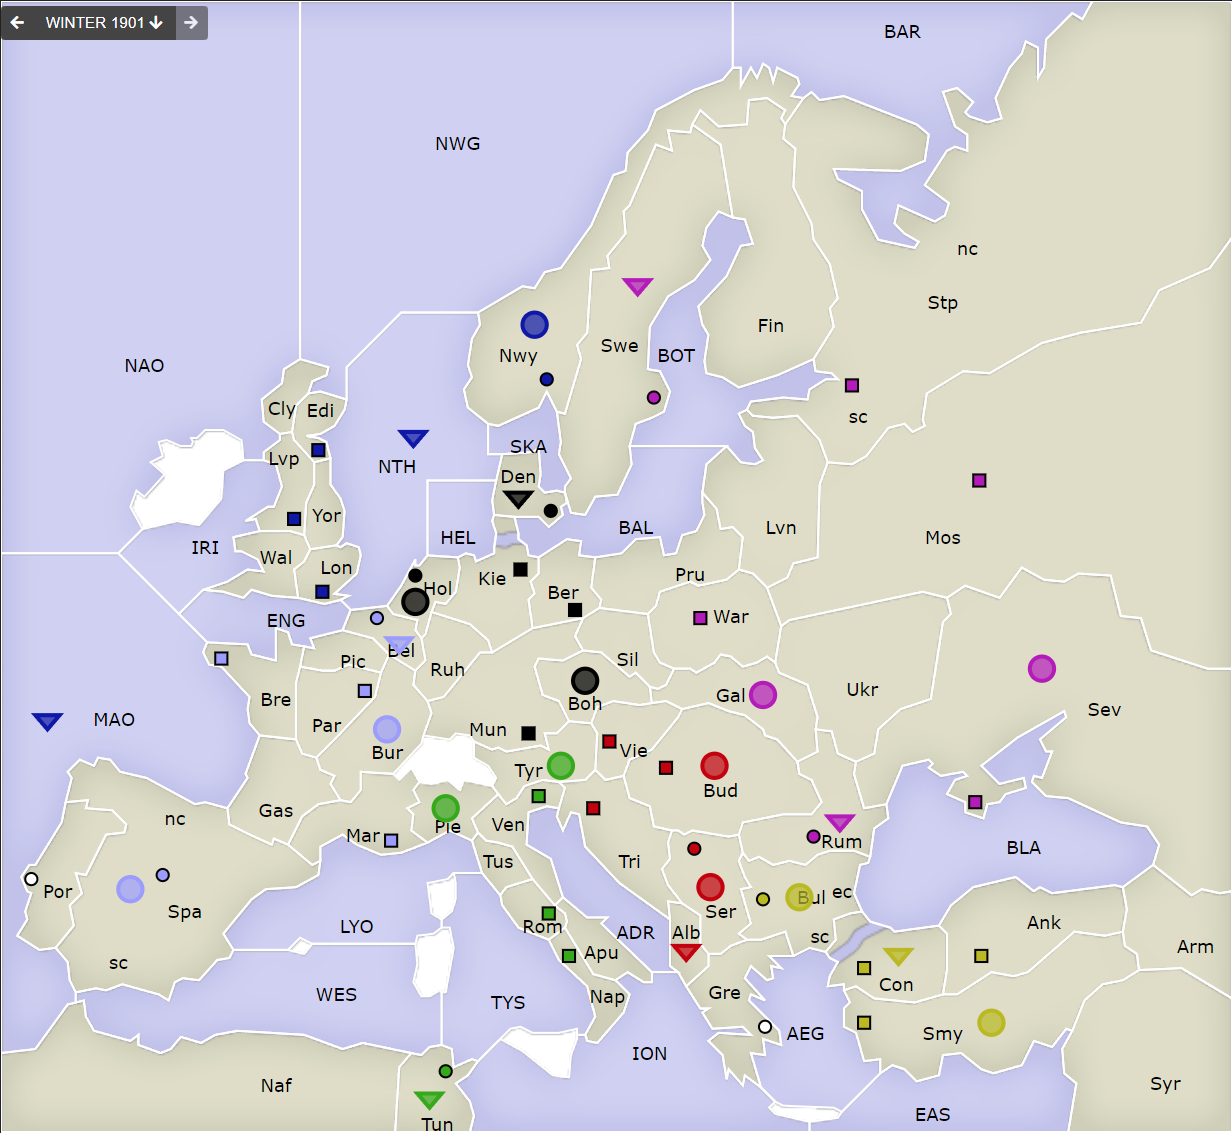 WINTER 1901
BAR
NWG
nc
Stp
NAO
Swe
Nwy
BOT
Fin
Cly
Edi
sc
SKA
NTH
Lvp
Den
Yor
HEL
BAL
Lvn
Mos
IRI
Wal
Lon
Kie
Hol
Ber
Pru
War
ENG
Bel
Pic
Ruh
Sil
Gal
Ukr
Bre
Boh
MAO
Par
Mun
Bur
Vie
Sev
Tyr
Bud
nc
Gas
Ven
Pie
Mar
Rum
BLA
Tri
Tus
Por
Spa
Ser
Bul
ec
Rom
LYO
ADR
Alb
sc
Ank
Arm
sc
Apu
WES
TYS
Nap
Gre
Con
AEG
Smy
ION
Naf
Syr
Tun
EAS